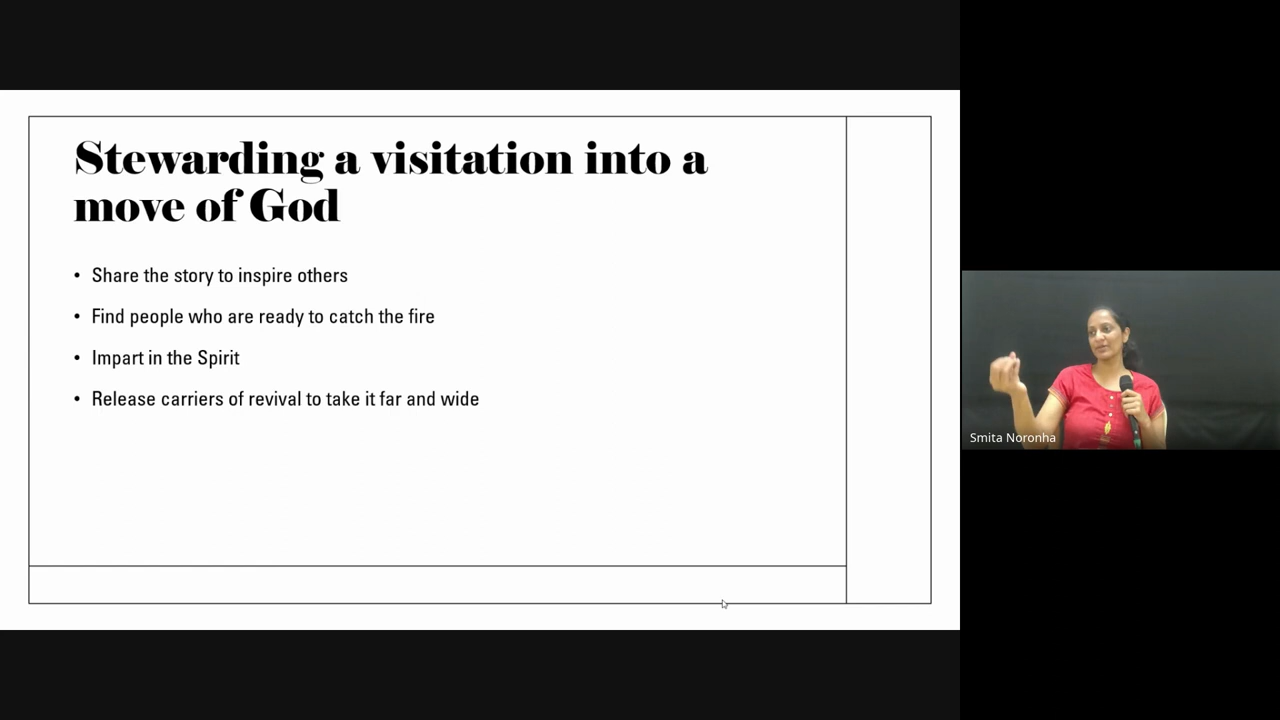 Stewarding a visitation into a
move of God
• Share the story to inspire others
• Find people who are ready to catch the fire
• Impart in the Spirit
• Release carriers of revival to take it far and wide
Smita Noronha